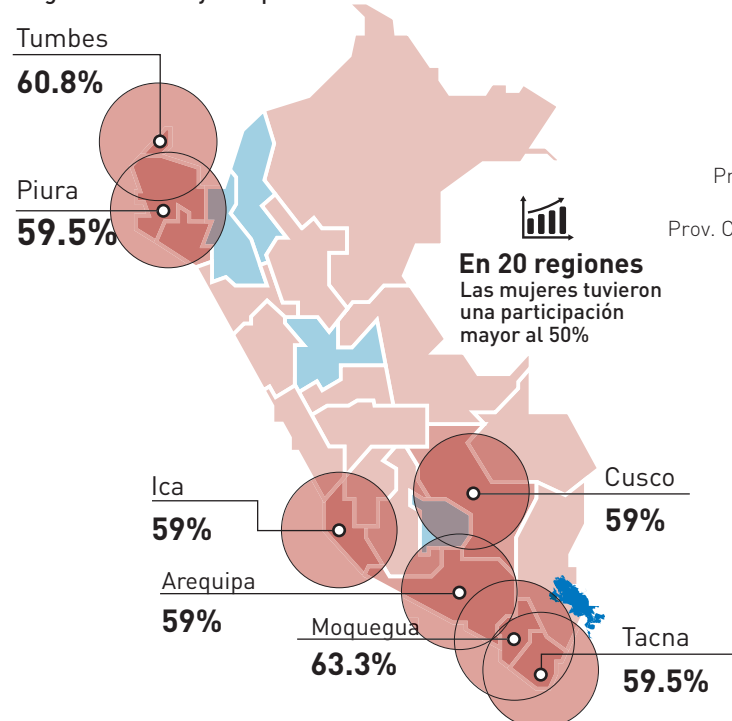 Tumbes
60.8%
Piura
59.5%
En 20 regiones
Las mujeres tuvieron
una participación
mayor al 50%
Ica
59%
Cusco
59%
Arequipa
59%
Moquegua
63.3%
Tacna
59.5%